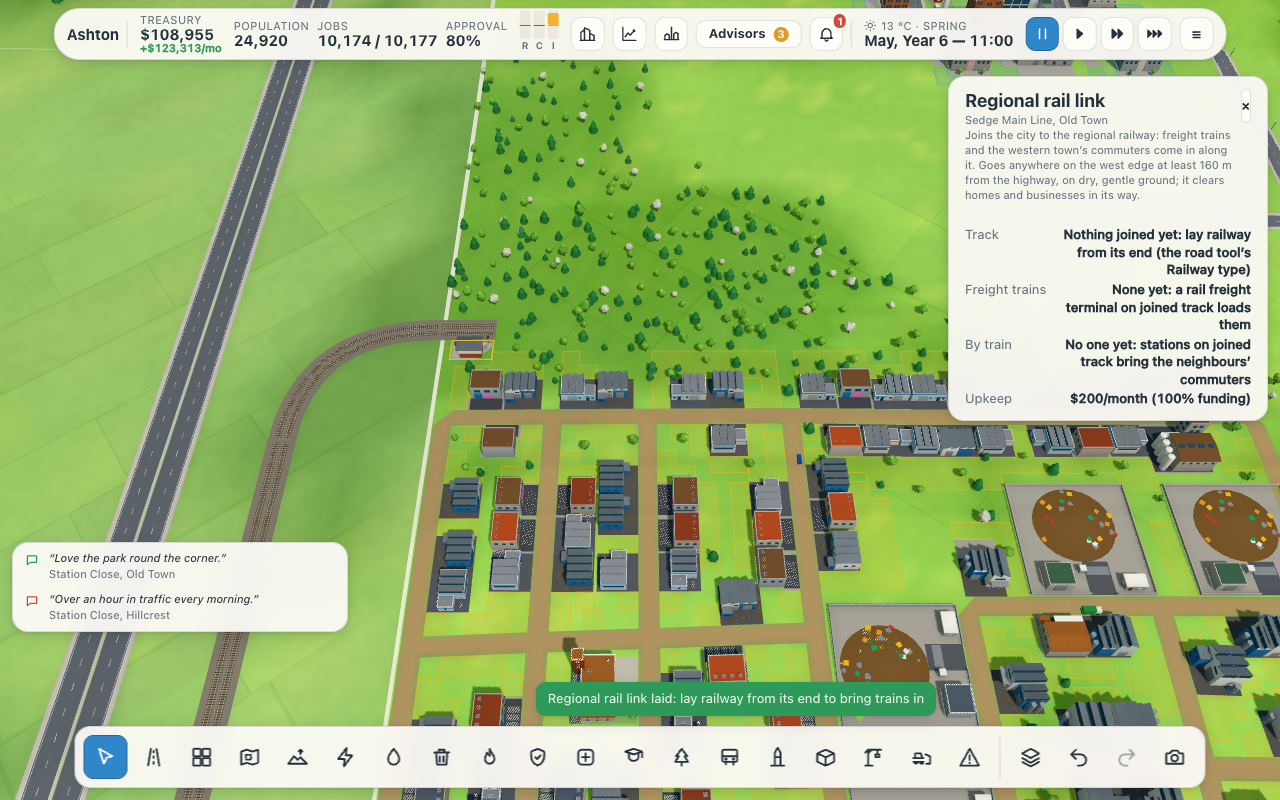 Ashton
TREASURY
$108,955
+$123,313/mo
POPULATION
24,920
JOBS
10,174 / 10,177
APPROVAL
80%
R C I
Advisors 3
1
13 °C · SPRING
May, Year 6 — 11:00
Regional rail link
×
Sedge Main Line, Old Town
Joins the city to the regional railway: freight trains
and the western town's commuters come in along
it. Goes anywhere on the west edge at least 160 m
from the highway, on dry, gentle ground; it clears
homes and businesses in its way.
Track
Nothing joined yet: lay railway
from its end (the road tool's
Railway type)
Freight trains
None yet: a rail freight
terminal on joined track loads
them
By train
No one yet: stations on joined
track bring the neighbours'
commuters
Upkeep
$200/month (100% funding)
“Love the park round the corner.”
Station Close, Old Town
“Over an hour in traffic every morning.”
Station Close, Hillcrest
Regional rail link laid: lay railway from its end to bring trains in